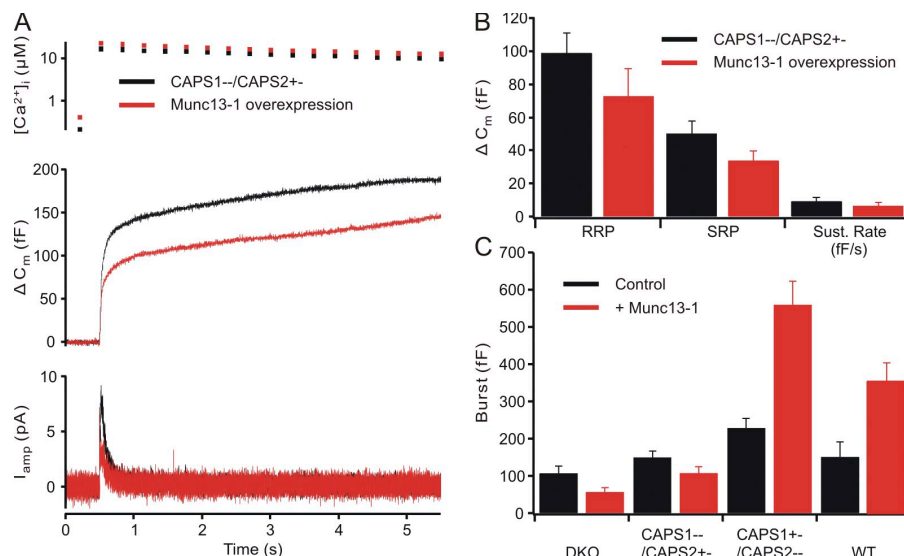 A
[Ca²⁺]ᵢ (µM)
10
1
CAPS1--/CAPS2+-
Munc13-1 overexpression
Δ Cₘ (fF)
200
150
100
50
0
I_amp (pA)
10
5
0
0 1 2 3 4 5
Time (s)
B
Δ Cₘ (fF)
120
100
80
60
40
20
0
CAPS1--/CAPS2+-
Munc13-1 overexpression
RRP SRP Sust. Rate
(fF/s)
C
Burst (fF)
700
600
500
400
300
200
100
0
Control
+ Munc13-1
DKO CAPS1-- CAPS1+- WT
/CAPS2+- /CAPS2--